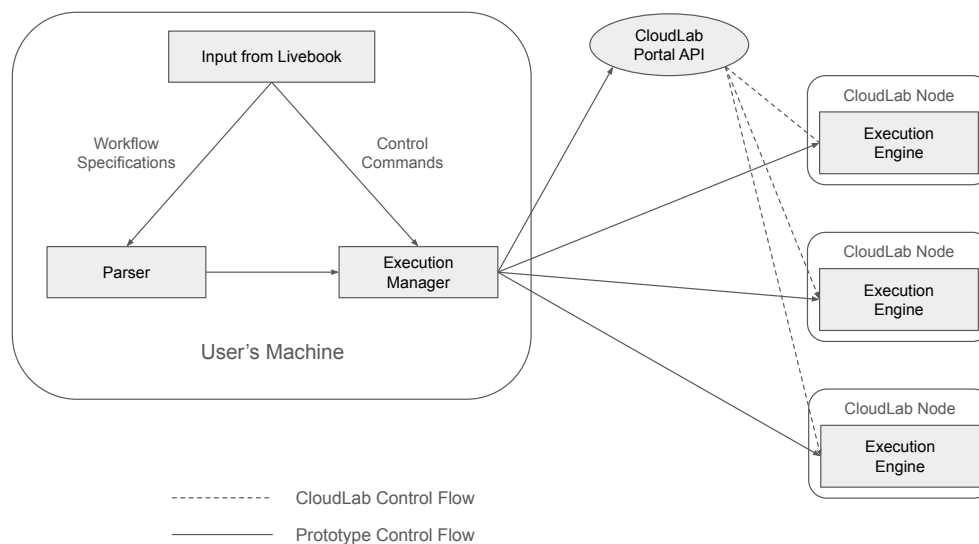 Input from Livebook
CloudLab
Portal API
CloudLab Node
Execution
Engine
Workflow
Specifications
Control
Commands
Parser
Execution
Manager
CloudLab Node
Execution
Engine
User's Machine
CloudLab Node
Execution
Engine
CloudLab Control Flow
Prototype Control Flow